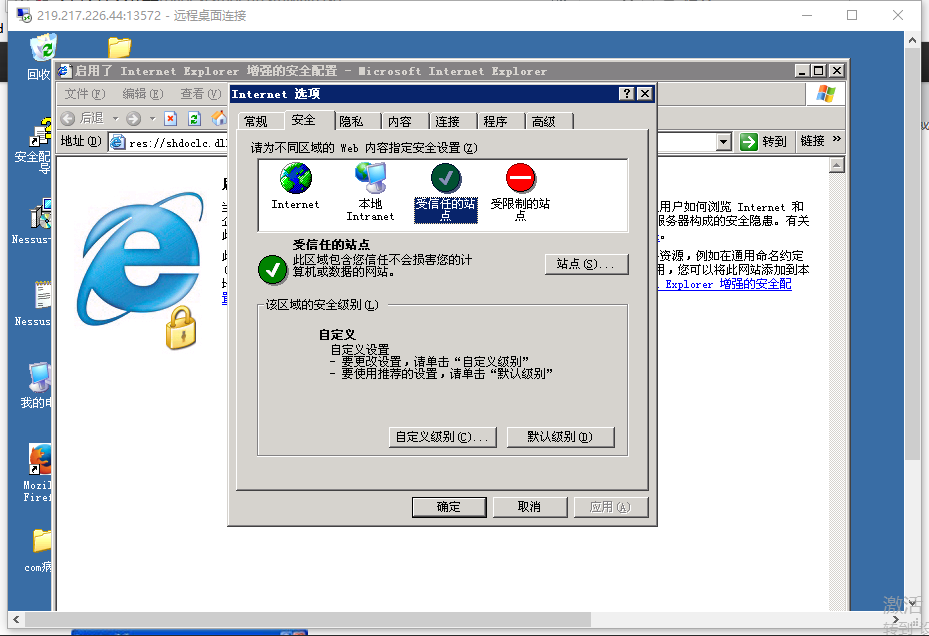 219.217.226.44:13572 - 远程桌面连接
回收
启用了 Internet Explorer 增强的安全配置 - Microsoft Internet Explorer
文件(F) 编辑(E) 查看(V)
后退
地址(D) res://shdoclc.dl
转到 链接 »
Internet 选项
常规 安全 隐私 内容 连接 程序 高级
请为不同区域的 Web 内容指定安全设置(Z)
Internet
本地
Intranet
受信任的站
点
受限制的站
点
受信任的站点
此区域包含您信任不会损害您的计
算机或数据的网站。
站点(S)...
该区域的安全级别(L)
自定义
自定义设置
- 要更改设置，请单击“自定义级别”
- 要使用推荐的设置，请单击“默认级别”
自定义级别(C)...
默认级别(D)
确定 取消 应用(A)
用户如何浏览 Internet 和
服务器构成的安全隐患。有关
资源，例如在通用命名约定
用，您可以将此网站添加到本
Explorer 增强的安全配
安全配
导
Nessus
Nessus
我的电
Mozil
Firef
com病
激活
转到